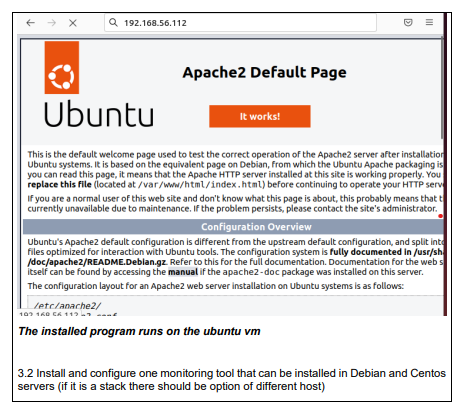 192.168.56.112
Apache2 Default Page
Ubuntu
It works!
This is the default welcome page used to test the correct operation of the Apache2 server after installation
Ubuntu systems. It is based on the equivalent page on Debian, from which the Ubuntu Apache packaging is
you can read this page, it means that the Apache HTTP server installed at this site is working properly. You
replace this file (located at /var/www/html/index.html) before continuing to operate your HTTP serv
If you are a normal user of this web site and don't know what this page is about, this probably means that t
currently unavailable due to maintenance. If the problem persists, please contact the site's administrator.
Configuration Overview
Ubuntu's Apache2 default configuration is different from the upstream default configuration, and split into
files optimized for interaction with Ubuntu tools. The configuration system is fully documented in /usr/sha
/doc/apache2/README.Debian.gz. Refer to this for the full documentation. Documentation for the web s
itself can be found by accessing the manual if the apache2-doc package was installed on this server.
The configuration layout for an Apache2 web server installation on Ubuntu systems is as follows:
/etc/apache2/
The installed program runs on the ubuntu vm
3.2 Install and configure one monitoring tool that can be installed in Debian and Centos
servers (if it is a stack there should be option of different host)